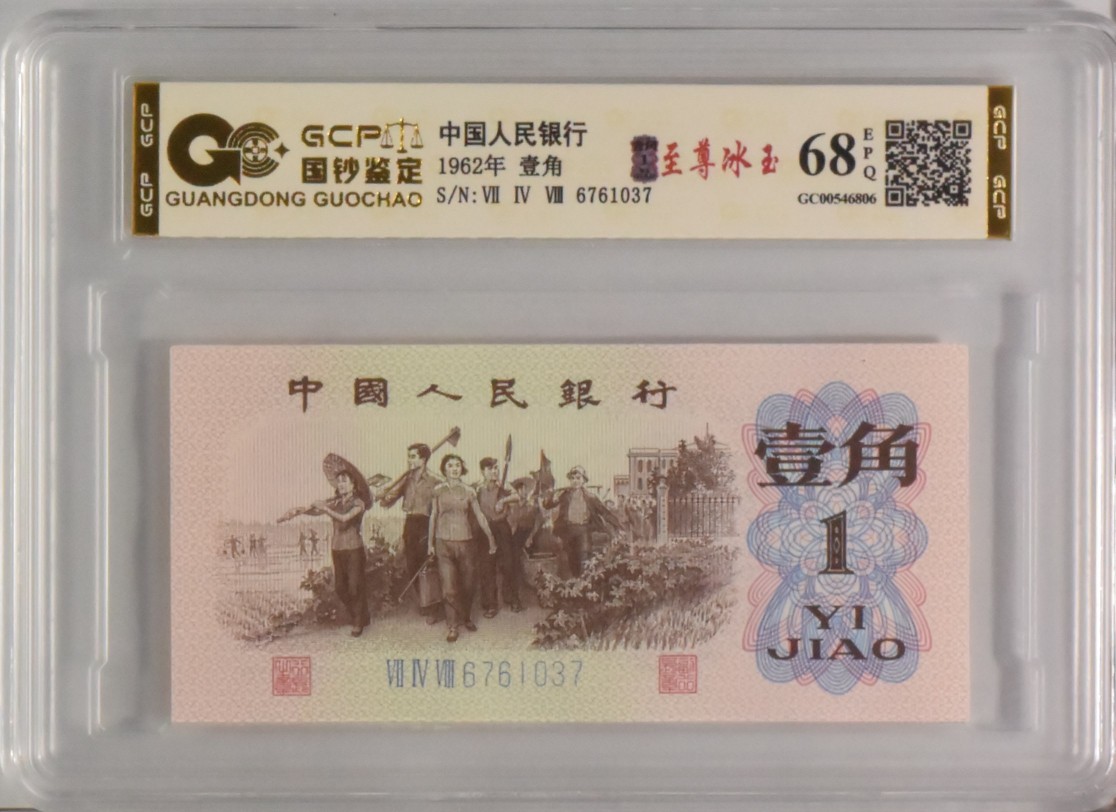 GCP
GCP
GCP
国钞鉴定
GUANGDONG GUOCHAO
中国人民银行
1962年 壹角
S/N: Ⅶ Ⅳ Ⅷ 6761037
至尊冰玉
68
EPQ
GC00546806
GCP
GCP
中國人民銀行
壹角
1
YI
JIAO
Ⅶ Ⅳ Ⅷ 6761037